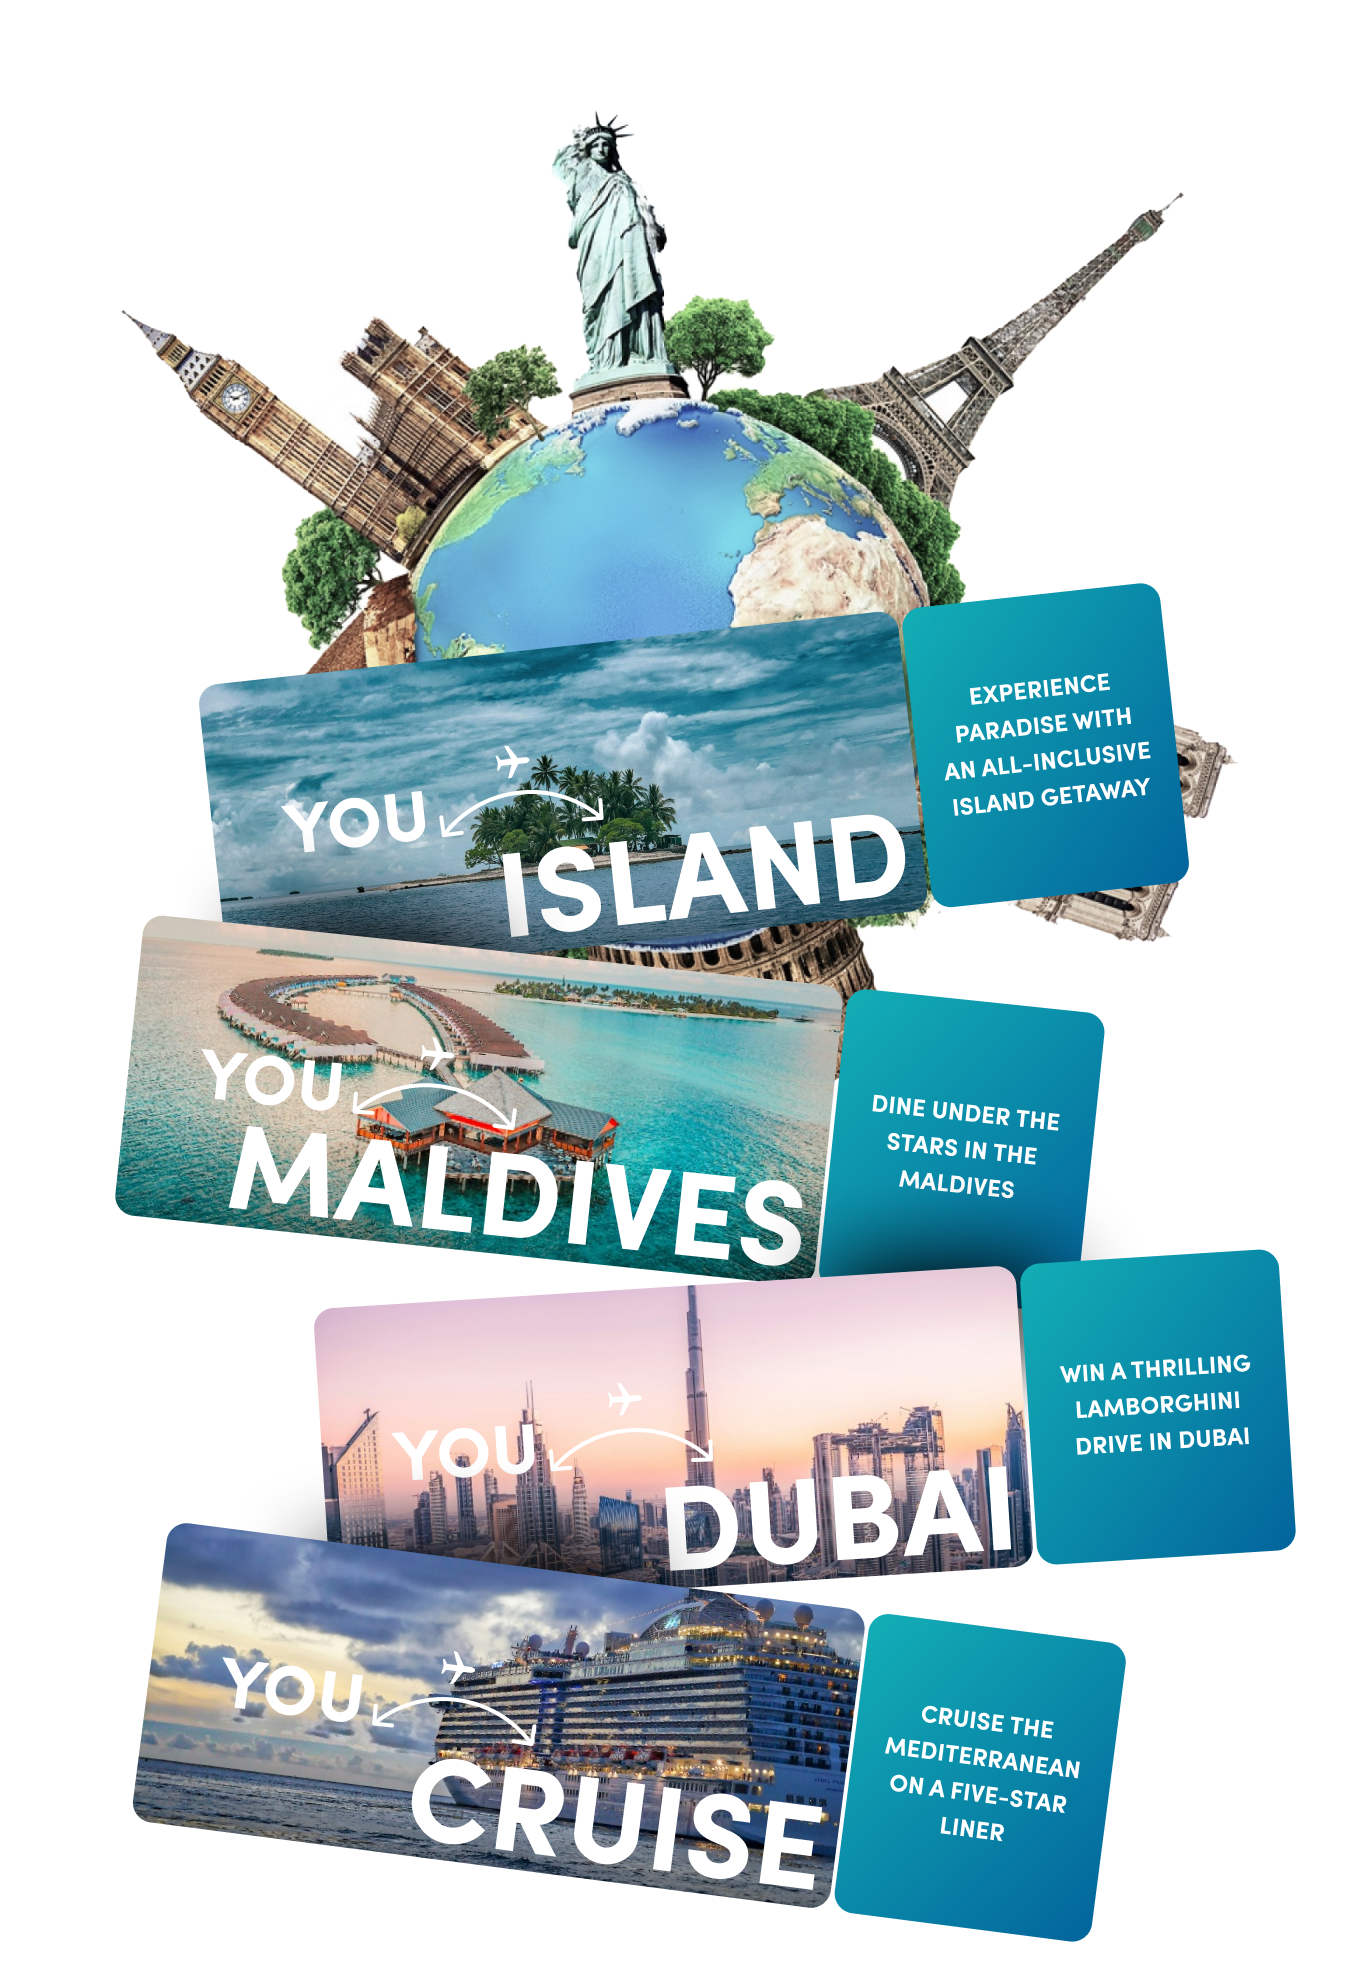 YOU
ISLAND
EXPERIENCE
PARADISE WITH
AN ALL-INCLUSIVE
ISLAND GETAWAY
YOU
MALDIVES
DINE UNDER THE
STARS IN THE
MALDIVES
YOU
DUBAI
WIN A THRILLING
LAMBORGHINI
DRIVE IN DUBAI
YOU
CRUISE
CRUISE THE
MEDITERRANEAN
ON A FIVE-STAR
LINER